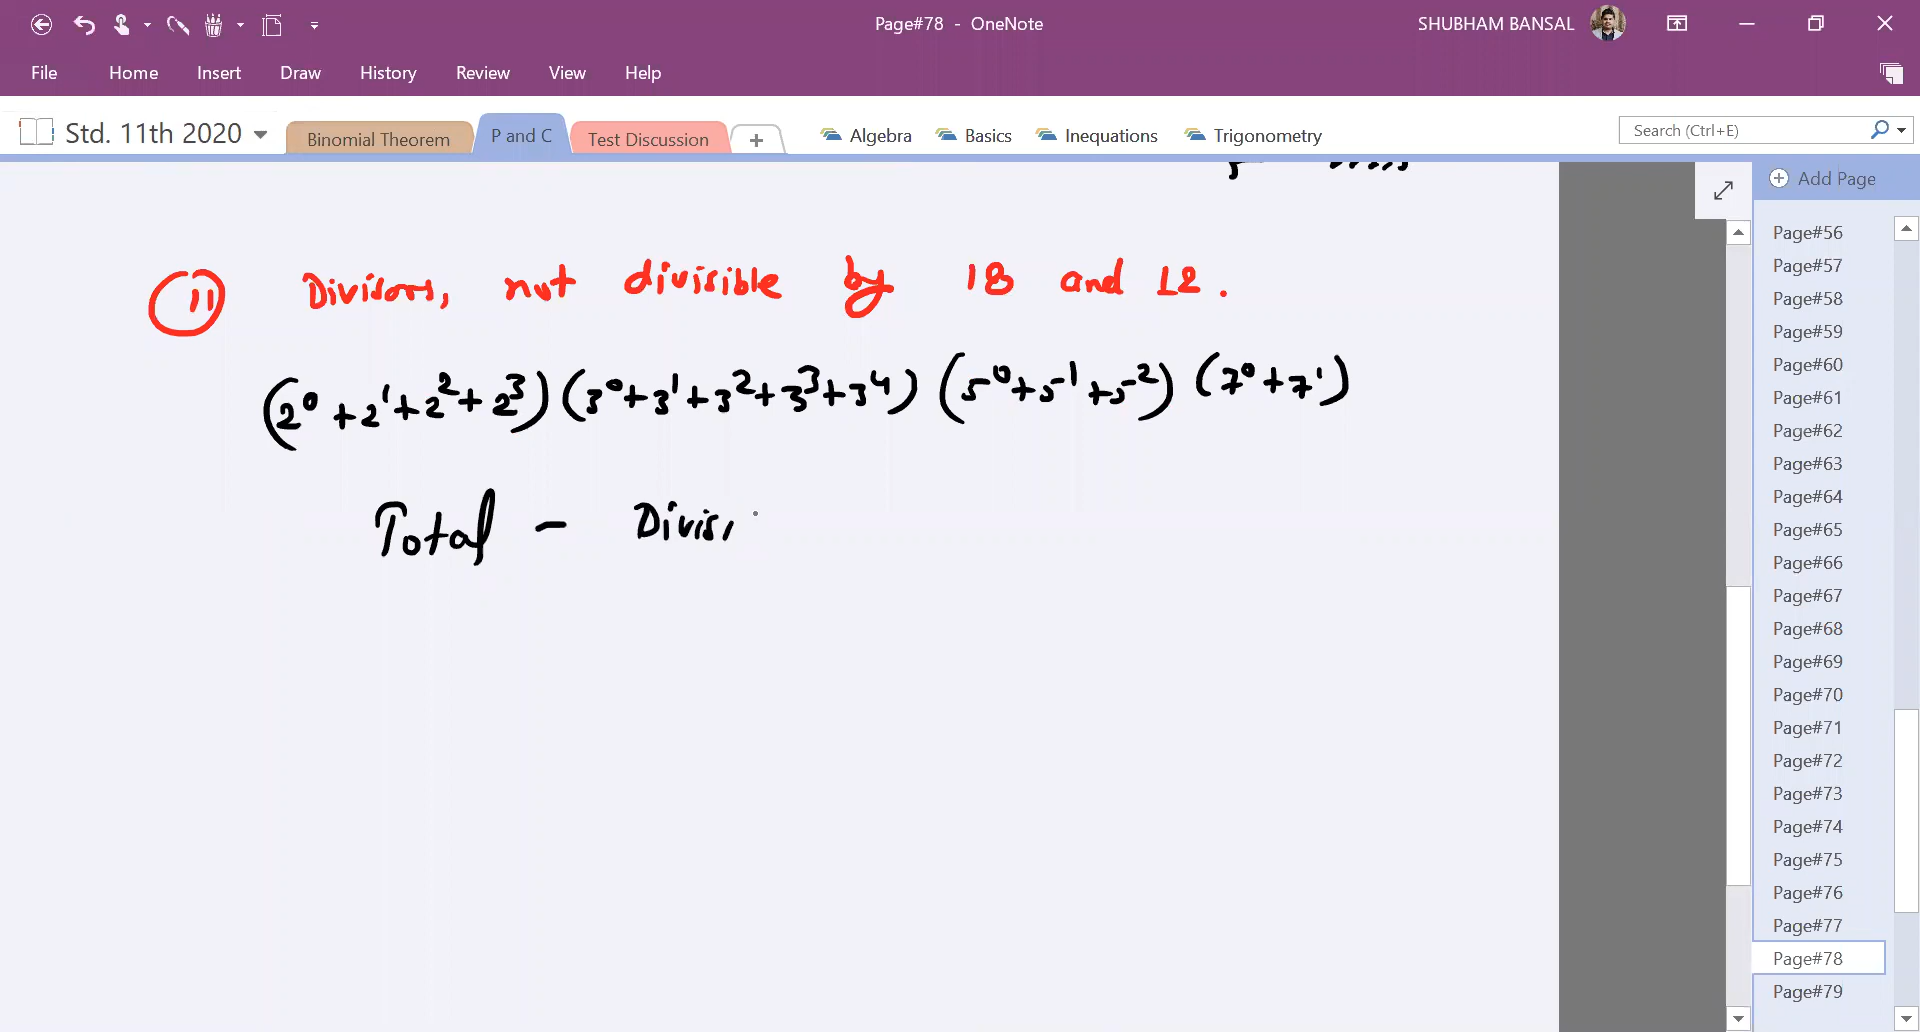 Page#78 - OneNote
SHUBHAM BANSAL
File Home Insert Draw History Review View Help
Std. 11th 2020
Binomial Theorem
P and C
Test Discussion
Algebra
Basics
Inequations
Trigonometry
Search (Ctrl+E)
Add Page
Page#56
Page#57
Page#58
Page#59
Page#60
Page#62
Page#63
Page#64
Page#65
Page#66
Page#67
Page#68
Page#69
Page#70
Page#71
Page#72
Page#73
Page#74
Page#75
Page#76
Page#77
Page#78
Page#79
(ii) Divisors, not divisible by 18 and 12.
(2⁰ + 2¹ + 2² + 2³) (3⁰ + 3¹ + 3² + 3³ + 3⁴) (5⁰ + 5¹ + 5²) (7⁰ + 7¹)
Total - Divisi